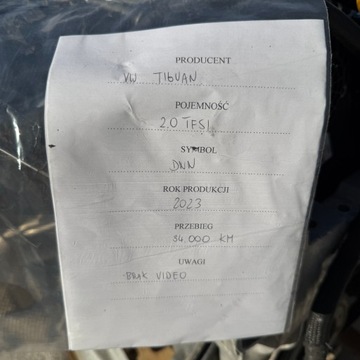 PRODUCENT
VW TIGUAN
POJEMNOŚĆ
2.0 TFSI
SYMBOL
DNN
ROK PRODUKCJI
2023
PRZEBIEG
34.000 KM
UWAGI
BRAK VIDEO